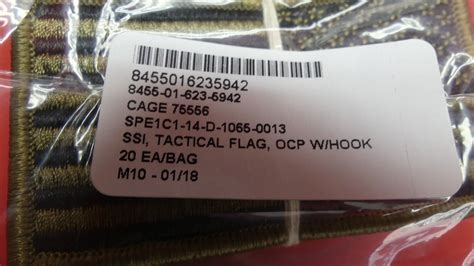 8455016235942
8455-01-623-5942
CAGE 75556
SPE1C1-14-D-1065-0013
SSI, TACTICAL FLAG, OCP W/HOOK
20 EA/BAG
M10 - 01/18